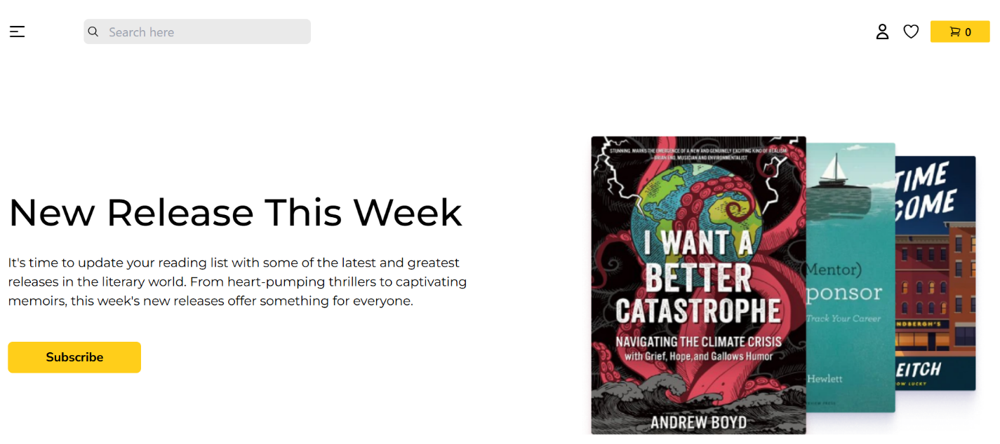 Search here
0
New Release This Week
It's time to update your reading list with some of the latest and greatest
releases in the literary world. From heart-pumping thrillers to captivating
memoirs, this week's new releases offer something for everyone.
Subscribe
STUNNING. MARKS THE EMERGENCE OF A NEW AND GENUINELY EXCITING KIND OF REALISM.
—BRIAN ENO, MUSICIAN AND ENVIRONMENTALIST
I WANT A
BETTER
CATASTROPHE
NAVIGATING THE CLIMATE CRISIS
with Grief, Hope, and Gallows Humor
ANDREW BOYD
Mentor)
ponsor
Track Your Career
Hewlett
TIME
COME
NDBERGH'S
EITCH
OW LUCKY